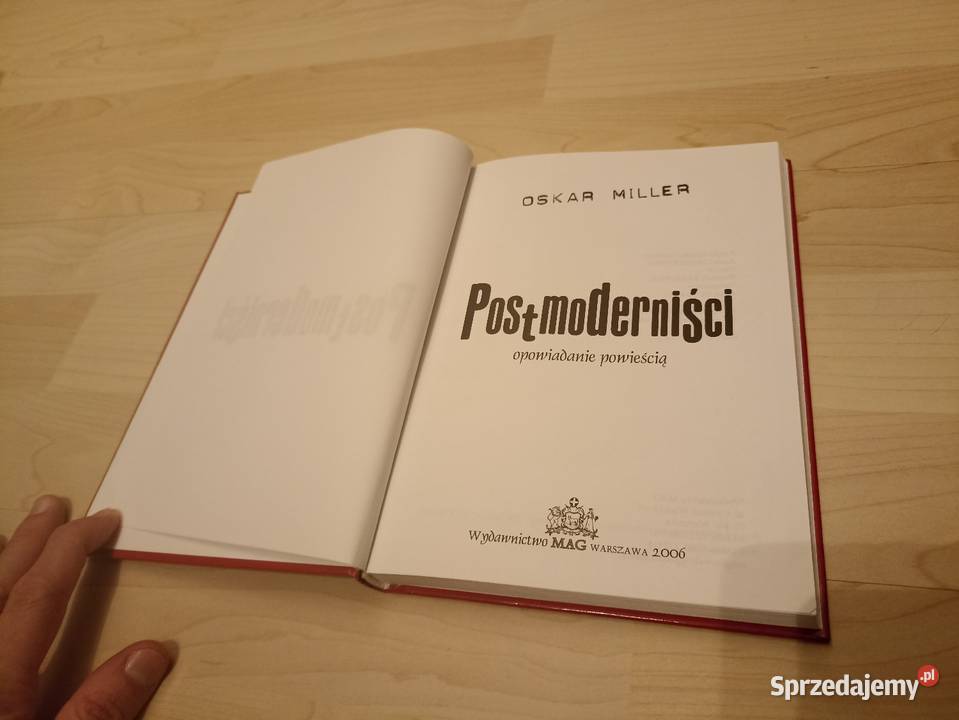 OSKAR MILLER
Postmoderniści
opowiadanie powieścią
Wydawnictwo MAG WARSZAWA 2006
Sprzedajemy.pl